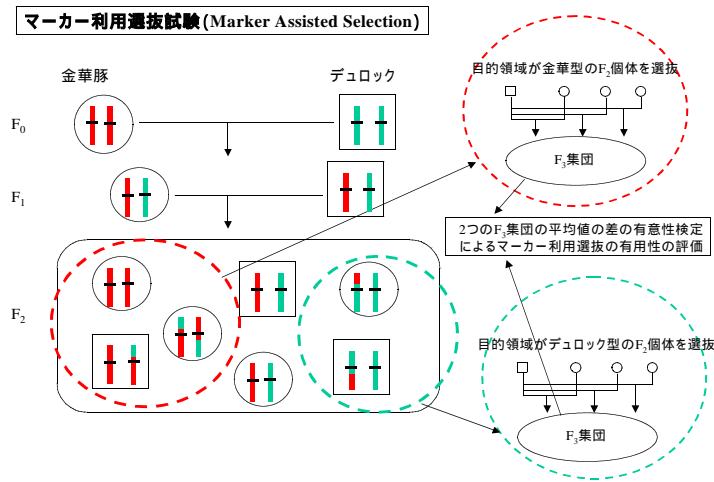 マーカー利用選抜試験(Marker Assisted Selection)
金華豚
デュロック
F0
F1
F2
目的領域が金華型のF2個体を選抜
F3集団
2つのF3集団の平均値の差の有意性検定
によるマーカー利用選抜の有用性の評価
目的領域がデュロック型のF2個体を選抜
F3集団